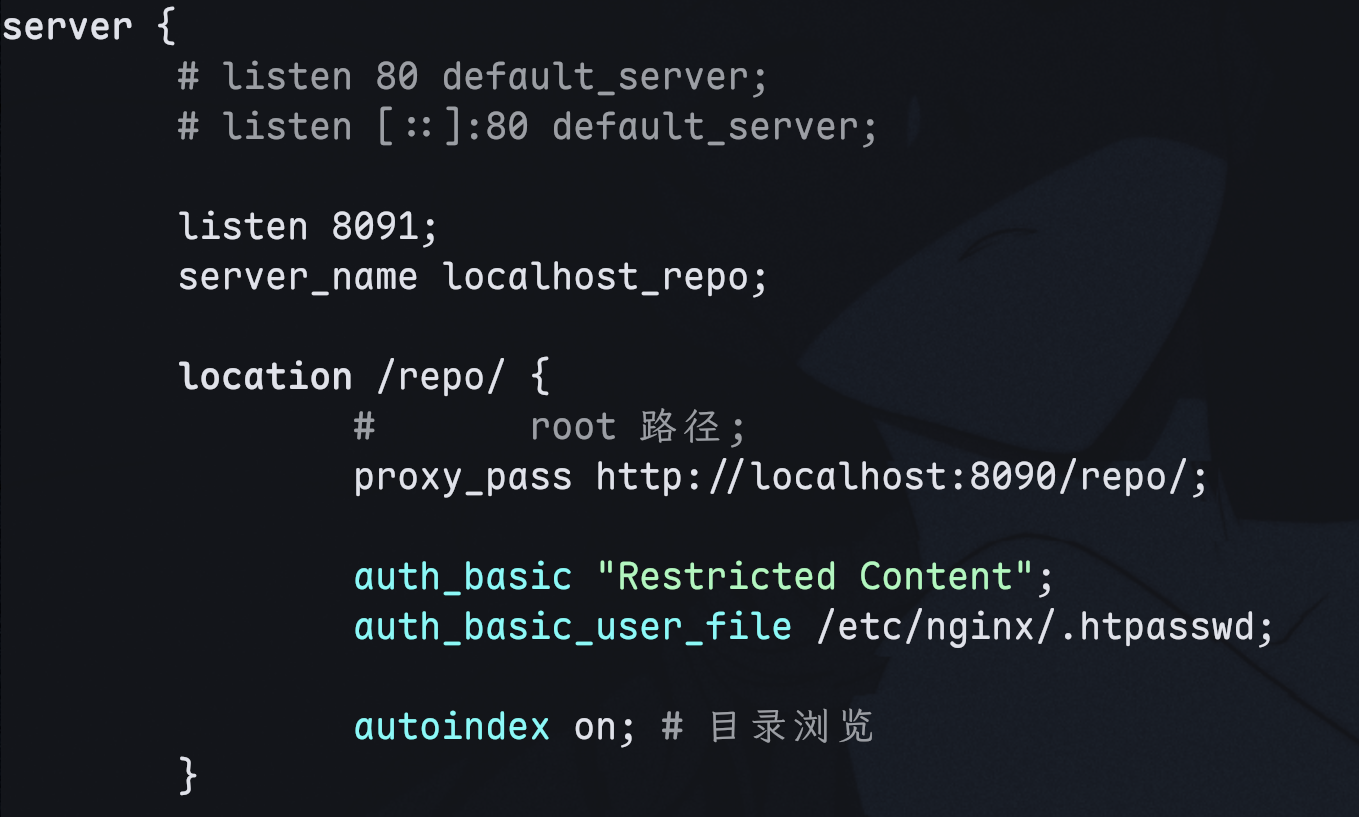 server {
# listen 80 default_server;
# listen [::]:80 default_server;
listen 8091;
server_name localhost_repo;
location /repo/ {
# root 路径;
proxy_pass http://localhost:8090/repo/;
auth_basic "Restricted Content";
auth_basic_user_file /etc/nginx/.htpasswd;
autoindex on; # 目录浏览
}